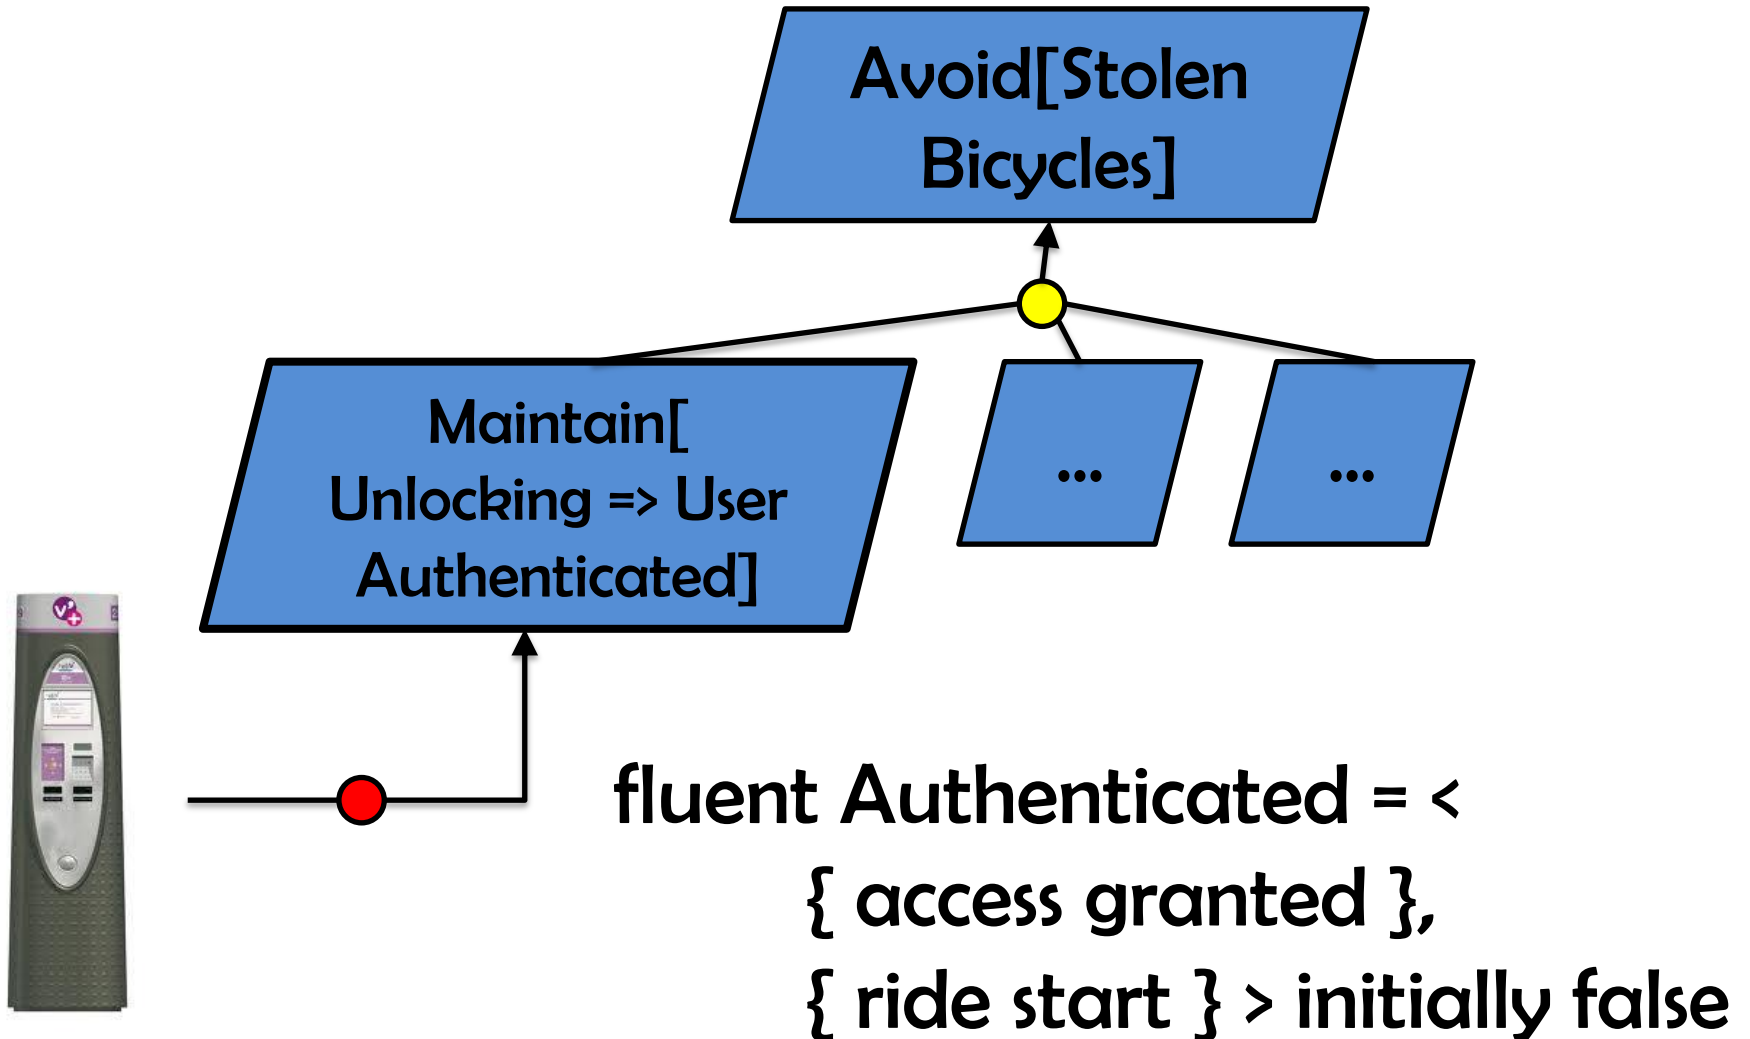 Avoid[Stolen
Bicycles]
Maintain[
Unlocking => User
Authenticated]
...
...
V+
fluent Authenticated = <
{ access granted },
{ ride start } > initially false